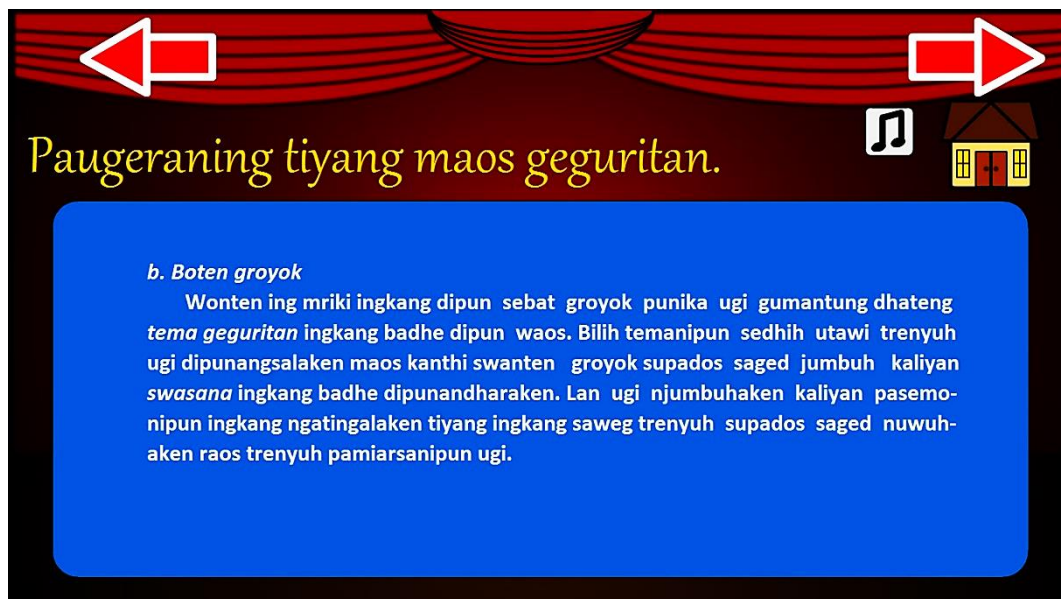 Paugeraning tiyang maos geguritan.
b. Boten groyok
Wonten ing mriki ingkang dipun sebat groyok punika ugi gumantung dhateng
tema geguritan ingkang badhe dipun waos. Bilih temanipun sedhih utawi trenyuh
ugi dipunangsalaken maos kanthi swanten groyok supados saged jumbuh kaliyan
swasana ingkang badhe dipunandharaken. Lan ugi njumbuhaken kaliyan pasemo-
nipun ingkang ngatingalaken tiyang ingkang saweg trenyuh supados saged nuwuh-
aken raos trenyuh pamiarsanipun ugi.